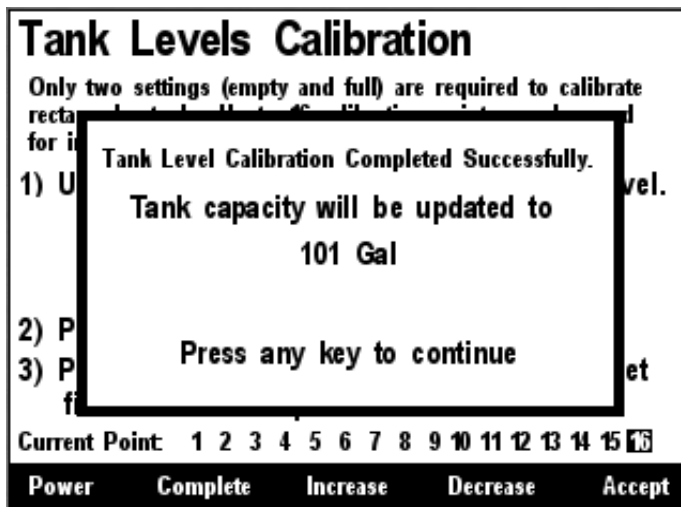 Tank Levels Calibration
Only two settings (empty and full) are required to calibrate
for
1) U
vel.
Tank Level Calibration Completed Successfully.
Tank capacity will be updated to
101 Gal
Press any key to continue
2) P
3) P
et
Current Point: 1 2 3 4 5 6 7 8 9 10 11 12 13 14 15 16
Power Complete Increase Decrease Accept